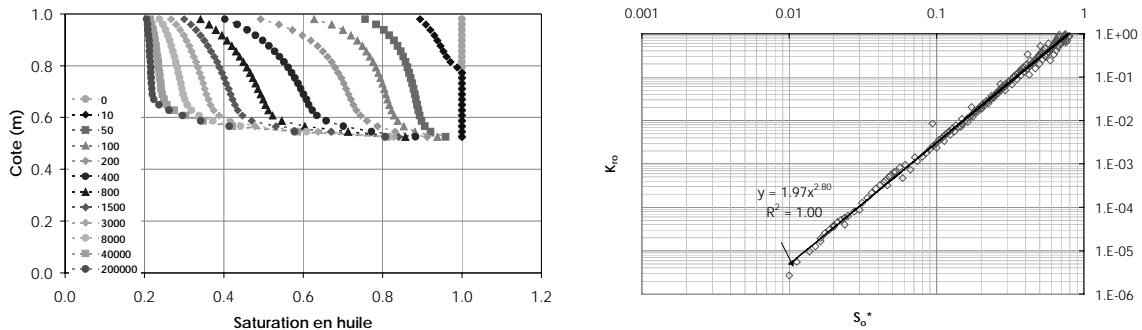 1.0
0.8
0.6
0.4
0.2
0.0
Cote (m)
0
10
50
100
200
400
800
1500
3000
8000
40000
200000
0.0 0.2 0.4 0.6 0.8 1.0 1.2
Saturation en huile
0.001 0.01 0.1 1
1.E+00
1.E-01
1.E-02
1.E-03
1.E-04
1.E-05
1.E-06
Kro
y = 1.97x^2.80
R² = 1.00
So*